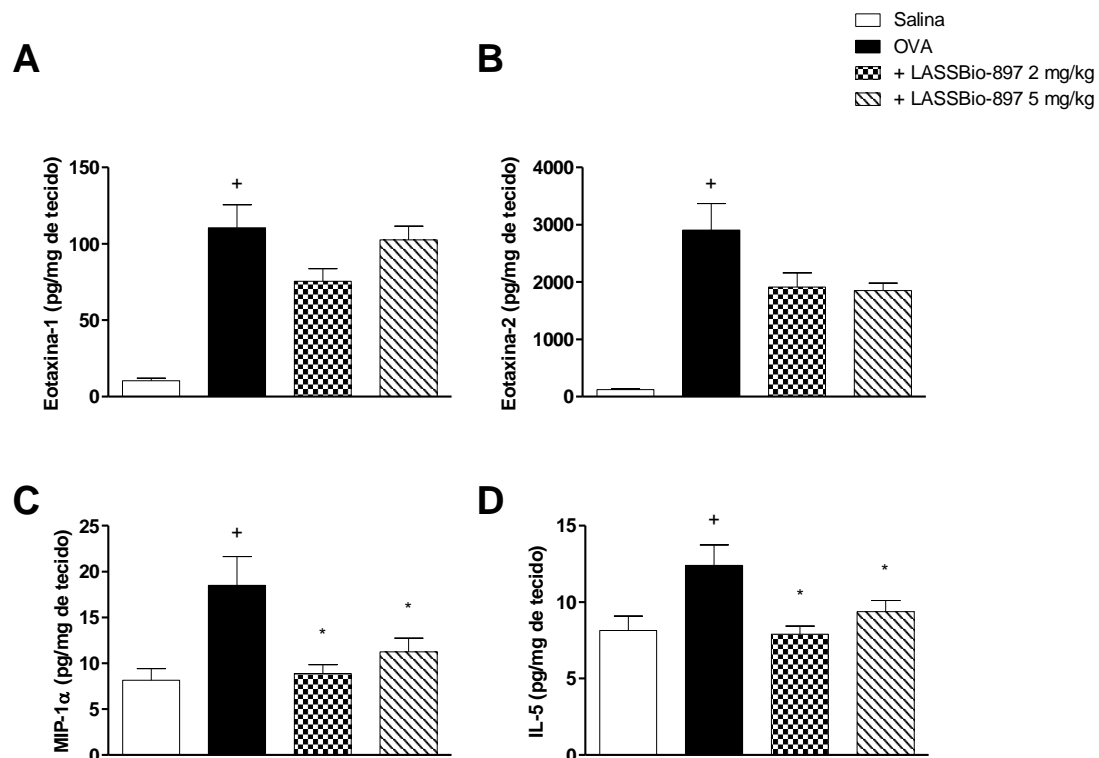 Salina
OVA
+ LASSBio-897 2 mg/kg
+ LASSBio-897 5 mg/kg
A
Eotaxina-1 (pg/mg de tecido)
150
100
50
0
+
B
Eotaxina-2 (pg/mg de tecido)
4000
3000
2000
1000
0
+
C
MIP-1α (pg/mg de tecido)
25
20
15
10
5
0
+
*
*
D
IL-5 (pg/mg de tecido)
15
10
5
0
+
*
*